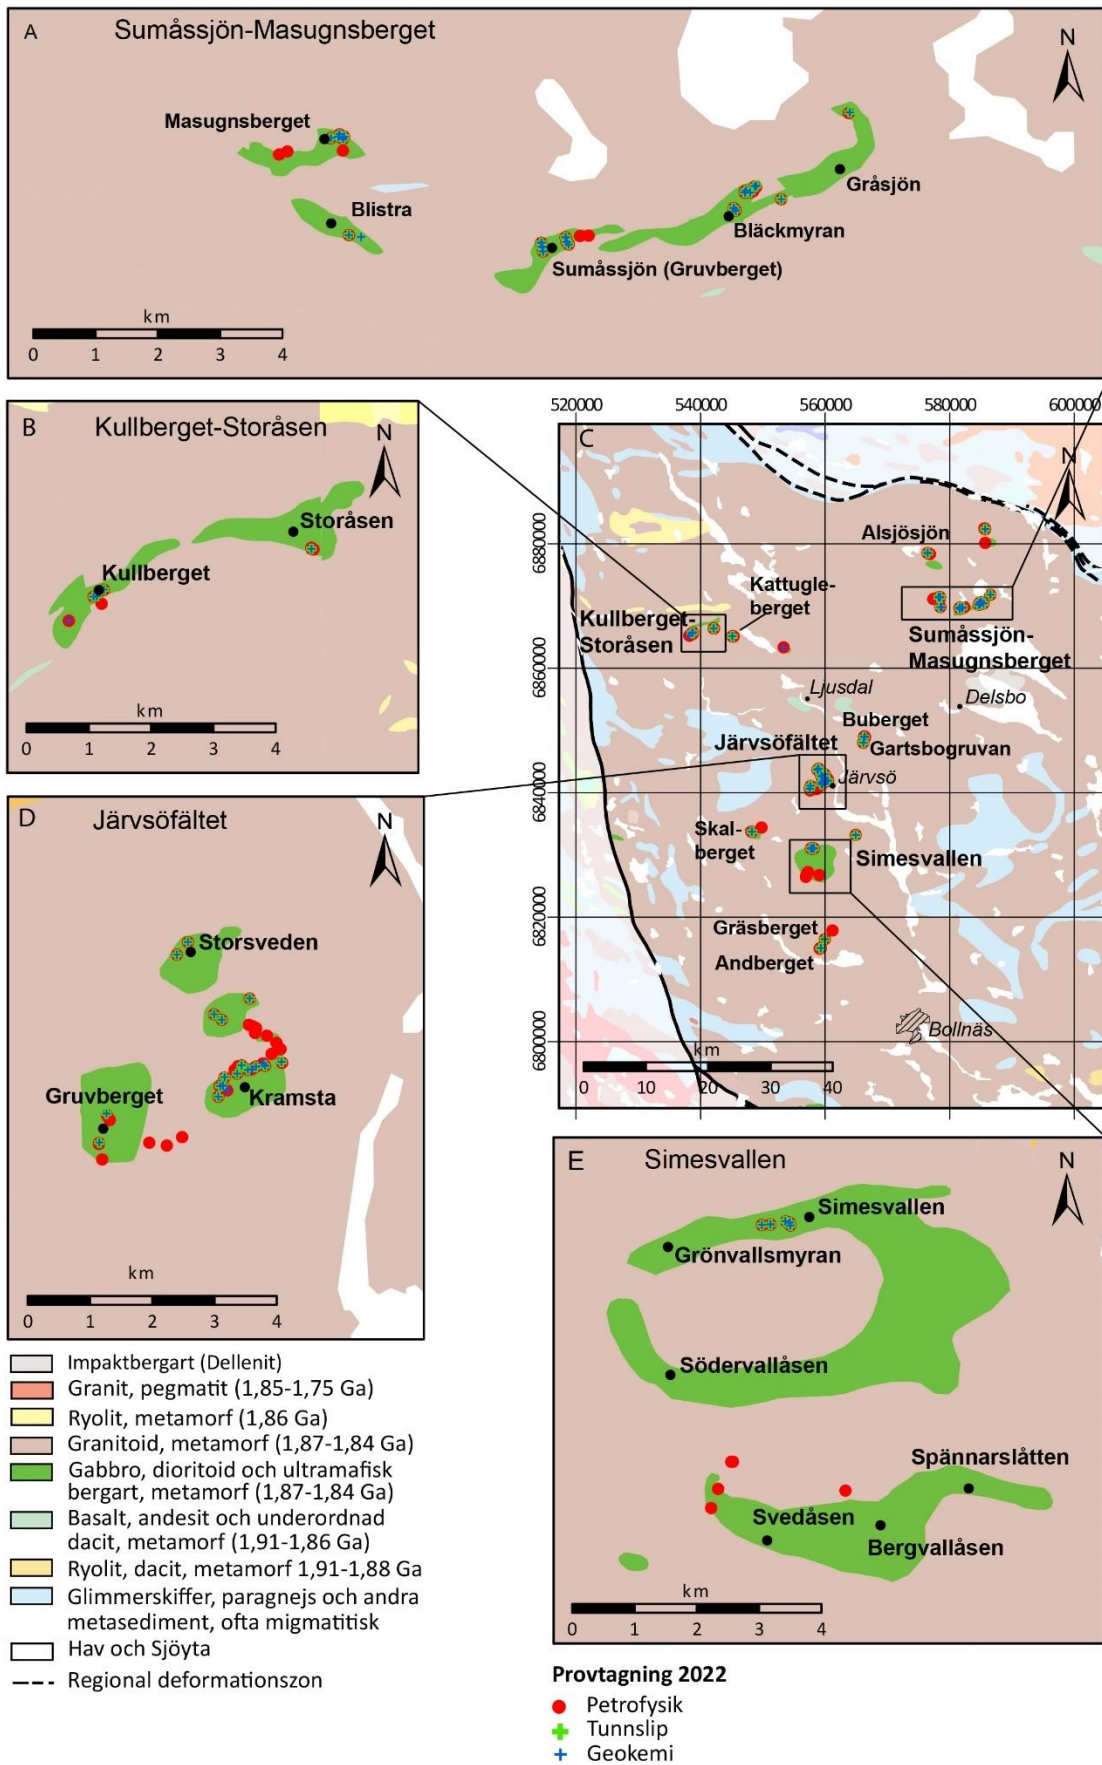 A Sumåssjön-Masugnsberget
N
Masugnsberget
Gråsjön
Blistra
Bläckmyran
Sumåssjön (Gruvberget)
km
0 1 2 3 4
B Kullberget-Storåsen
N
Storåsen
Kullberget
km
0 1 2 3 4
520000 540000 560000 580000 600000
C
N
6880000
6860000
6840000
6820000
6800000
Alsjösjön
Kattugle-
berget
Kullberget-
Storåsen
Sumåssjön-
Masugnsberget
Ljusdal
Delsbo
Buberget
Gartsbogruvan
Järvsöfältet
Järvsö
Skal-
berget
Simesvallen
Gräsberget
Andberget
Bollnäs
km
0 10 20 30 40
D Järvsöfältet
N
Storsveden
Gruvberget
Kramsta
km
0 1 2 3 4
E Simesvallen
N
Simesvallen
Grönvallsmyran
Södervallåsen
Spännarslåtten
Svedåsen
Bergvallåsen
km
0 1 2 3 4
Impaktbergart (Dellenit)
Granit, pegmatit (1,85-1,75 Ga)
Ryolit, metamorf (1,86 Ga)
Granitoid, metamorf (1,87-1,84 Ga)
Gabbro, dioritoid och ultramafisk
bergart, metamorf (1,87-1,84 Ga)
Basalt, andesit och underordnad
dacit, metamorf (1,91-1,86 Ga)
Ryolit, dacit, metamorf 1,91-1,88 Ga
Glimmerskiffer, paragnejs och andra
metasediment, ofta migmatitisk
Hav och Sjöyta
Regional deformationszon
Provtagning 2022
Petrofysik
Tunnslip
Geokemi